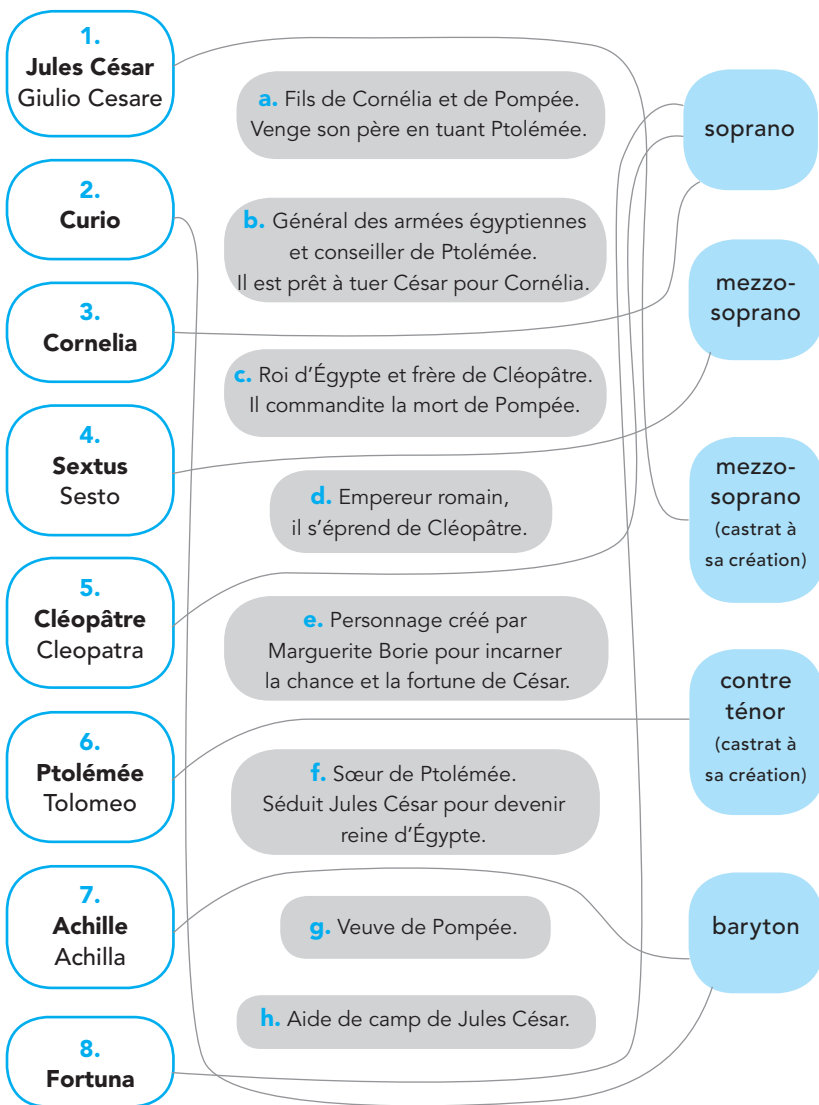 1.
Jules César
Giulio Cesare
2.
Curio
3.
Cornelia
4.
Sextus
Sesto
5.
Cléopâtre
Cleopatra
6.
Ptolémée
Tolomeo
7.
Achille
Achilla
8.
Fortuna
a. Fils de Cornélia et de Pompée.
Venge son père en tuant Ptolémée.
b. Général des armées égyptiennes
et conseiller de Ptolémée.
Il est prêt à tuer César pour Cornélia.
c. Roi d’Égypte et frère de Cléopâtre.
Il commandite la mort de Pompée.
d. Empereur romain,
il s’éprend de Cléopâtre.
e. Personnage créé par
Marguerite Borie pour incarner
la chance et la fortune de César.
f. Sœur de Ptolémée.
Séduit Jules César pour devenir
reine d’Égypte.
g. Veuve de Pompée.
h. Aide de camp de Jules César.
soprano
mezzo-
soprano
mezzo-
soprano
(castrat à
sa création)
contre
ténor
(castrat à
sa création)
baryton